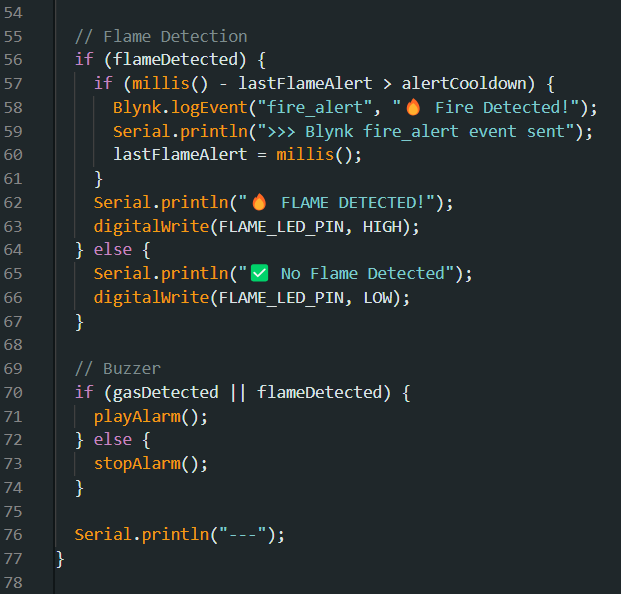 54
55 // Flame Detection
56 if (flameDetected) {
57 if (millis() - lastFlameAlert > alertCooldown) {
58 Blynk.logEvent("fire_alert", "🔥 Fire Detected!");
59 Serial.println(">>> Blynk fire_alert event sent");
60 lastFlameAlert = millis();
61 }
62 Serial.println("🔥 FLAME DETECTED!");
63 digitalWrite(FLAME_LED_PIN, HIGH);
64 } else {
65 Serial.println("✅ No Flame Detected");
66 digitalWrite(FLAME_LED_PIN, LOW);
67 }
68
69 // Buzzer
70 if (gasDetected || flameDetected) {
71 playAlarm();
72 } else {
73 stopAlarm();
74 }
75
76 Serial.println("---");
77 }
78